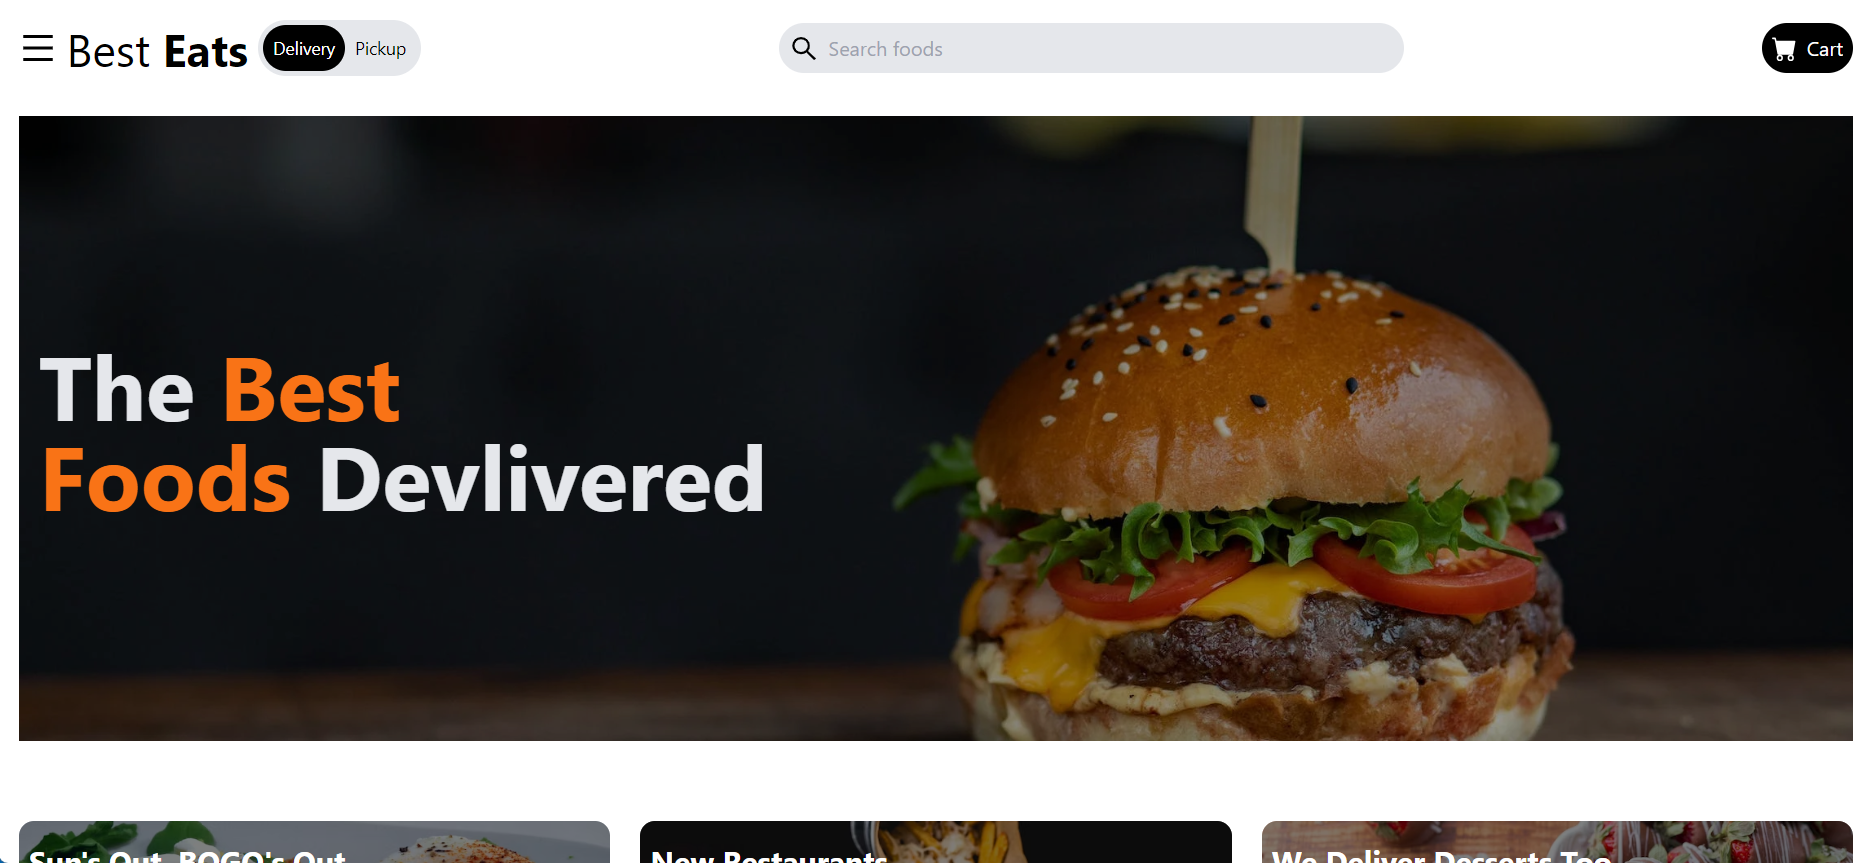 Best Eats
Delivery
Pickup
Search foods
Cart
The Best
Foods Devlivered
Sun's Out, BOGO's Out
New Restaurants
We Deliver Desserts Too